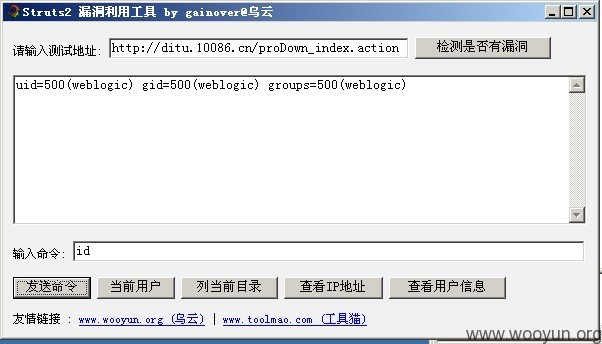 Struts2 漏洞利用工具 by gainover@乌云
请输入测试地址: http://ditu.10086.cn/proDown_index.action 检测是否有漏洞
uid=500(weblogic) gid=500(weblogic) groups=500(weblogic)
输入命令: id
发送命令 当前用户 列当前目录 查看IP地址 查看用户信息
友情链接 : www.wooyun.org (乌云) | www.toolmao.com (工具猫)
www.wooyun.org